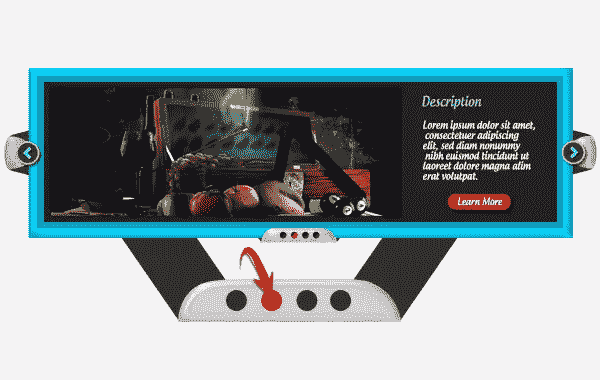 Description
Lorem ipsum dolor sit amet,
consectetuer adipiscing
elit, sed diam nonummy
nibh euismod tincidunt ut
laoreet dolore magna alim
erat volutpat.
Learn More